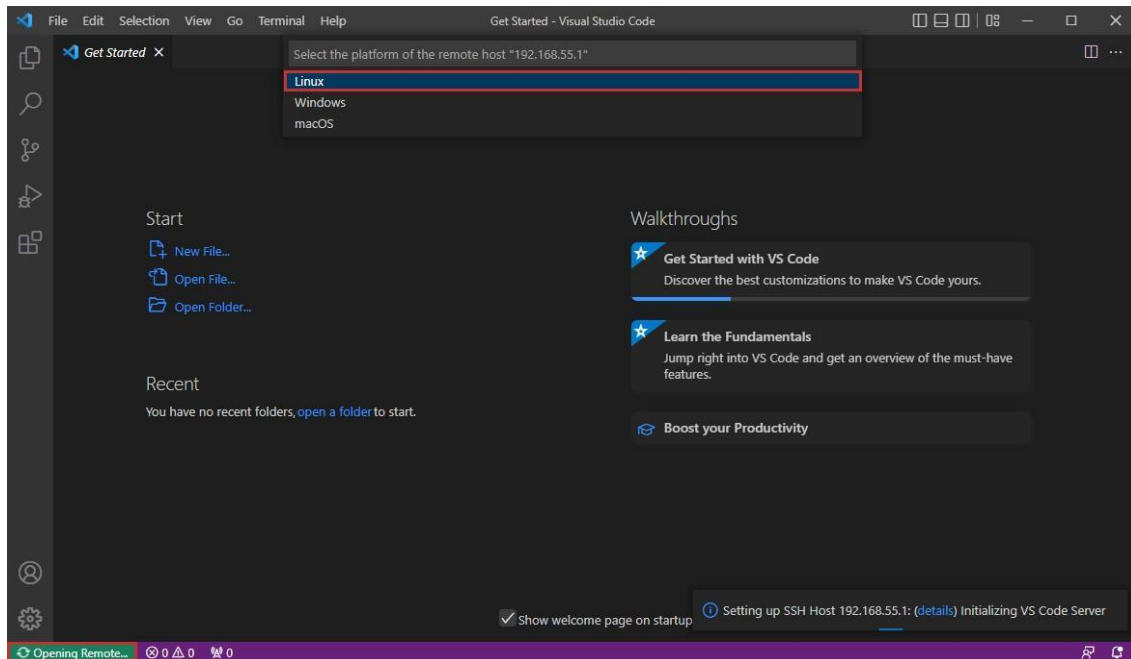 File Edit Selection View Go Terminal Help Get Started - Visual Studio Code
Get Started
Select the platform of the remote host "192.168.55.1"
Linux
Windows
macOS
Start
New File...
Open File...
Open Folder...
Recent
You have no recent folders, open a folder to start.
Walkthroughs
Get Started with VS Code
Discover the best customizations to make VS Code yours.
Learn the Fundamentals
Jump right into VS Code and get an overview of the must-have
features.
Boost your Productivity
Show welcome page on startup
Setting up SSH Host 192.168.55.1: (details) Initializing VS Code Server
Opening Remote... 0 0 0